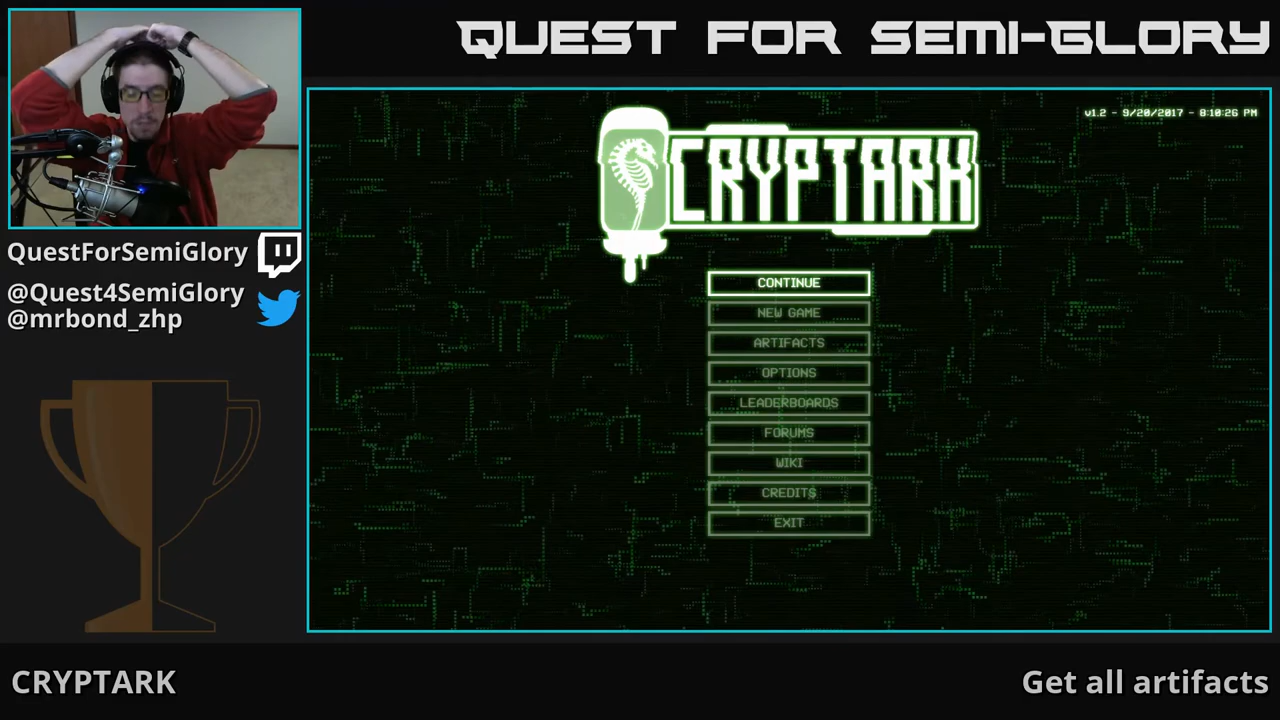 QUEST FOR SEMI-GLORY
v1.2 - 9/20/2017 - 8:10:26 PM
CRYPTARK
QuestForSemiGlory
@Quest4SemiGlory
@mrbond_zhp
CONTINUE
NEW GAME
ARTIFACTS
OPTIONS
LEADERBOARDS
FORUMS
WIKI
CREDITS
EXIT
CRYPTARK
Get all artifacts